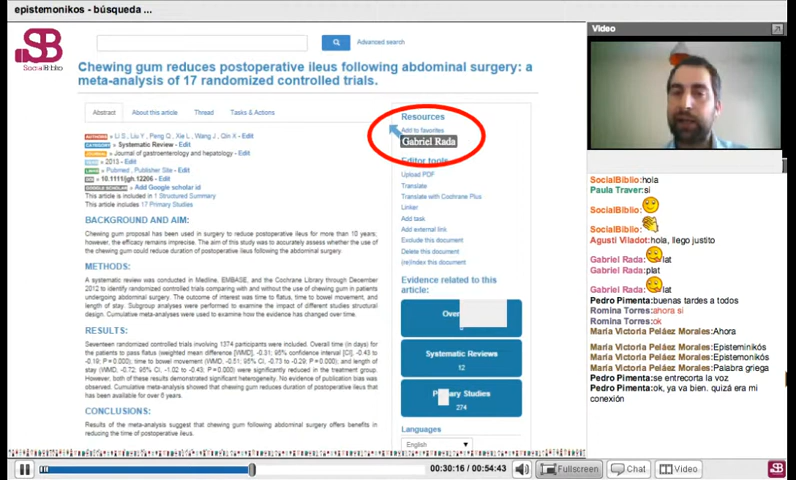 epistemonikos - búsqueda ...
SB
SocialBiblio
Advanced search
Chewing gum reduces postoperative ileus following abdominal surgery: a
meta-analysis of 17 randomized controlled trials.
Abstract
About this article
Thread
Tasks & Actions
AUTHORS » Li S , Liu Y , Peng Q , Xie L , Wang J , Qin X - Edit
CATEGORY » Systematic Review - Edit
» Journal of gastroenterology and hepatology - Edit
» 2013 - Edit
LINKS » Pubmed , Publisher Site - Edit
DOI » 10.1111/jgh.12206 - Edit
GOOGLE SCHOLAR » Add Google scholar id
This article is included in 1 Structured Summary
This article includes 17 Primary Studies
BACKGROUND AND AIM:
Chewing gum proposal has been used in surgery to reduce postoperative ileus for more than 10 years;
however, the efficacy remains imprecise. The aim of this study was to accurately assess whether the use
of the chewing gum could reduce duration of postoperative ileus following the abdominal surgery.
METHODS:
A systematic review was conducted in Medline, EMBASE, and the Cochrane Library through December
2012 to identify randomized controlled trials comparing with and without the use of chewing gum in patients
undergoing abdominal surgery. The outcome of interest was time to flatus, time to bowel movement, and
length of stay. Subgroup analyses were performed to examine the impact of different studies structural
design. Cumulative meta-analyses were used to examine how the evidence has changed over time.
RESULTS:
Seventeen randomized controlled trials involving 1374 participants were included. Overall time (in days) for
the patients to pass flatus (weighted mean difference [WMD], -0.31; 95% confidence interval [CI], -0.43 to
-0.19; P = 0.000), time to bowel movement (WMD, -0.51; 95% CI, -0.73 to -0.29; P = 0.000), and length
of stay (WMD, -0.72; 95% CI, -1.02 to -0.43; P = 0.000) were significantly reduced in the treatment group.
However, both of these results demonstrated significant heterogeneity. No evidence of publication bias was
observed. Cumulative meta-analysis showed that chewing gum reduces duration of postoperative ileus that
has been available for over 6 years.
CONCLUSIONS:
Results of the meta-analysis suggest that chewing gum following abdominal surgery offers benefits in
reducing the time of postoperative ileus.
Resources
Add to favorites
Gabriel Rada
Editor tools
Upload PDF
Translate
Translate with Cochrane Plus
Linker
Add task
Add external link
Exclude this document
Delete this document
(re)Index this document
Evidence related to this
article:
Over
Systematic Reviews
12
Primary Studies
274
Languages
English
Video
SocialBiblio:hola
Paula Traver:si
SocialBiblio:
SocialBiblio:
Agusti Vilador:hola, llego justito
Gabriel Rada: lat
Gabriel Rada: plat
Gabriel Rada: lat
Pedro Pimenta:buenas tardes a todos
Romina Torres:ahora si
Romina Torres:ok
María Victoria Peláez Morales:Ahora
María Victoria Peláez Morales:Episteminikós
María Victoria Peláez Morales:Epistemonikós
María Victoria Peláez Morales:Palabra griega
Pedro Pimenta:se entrecorta la voz
Pedro Pimenta:ok, ya va bien. quizá era mi
conexión
00:30:16 / 00:54:43
Fullscreen
Chat
Video
SB